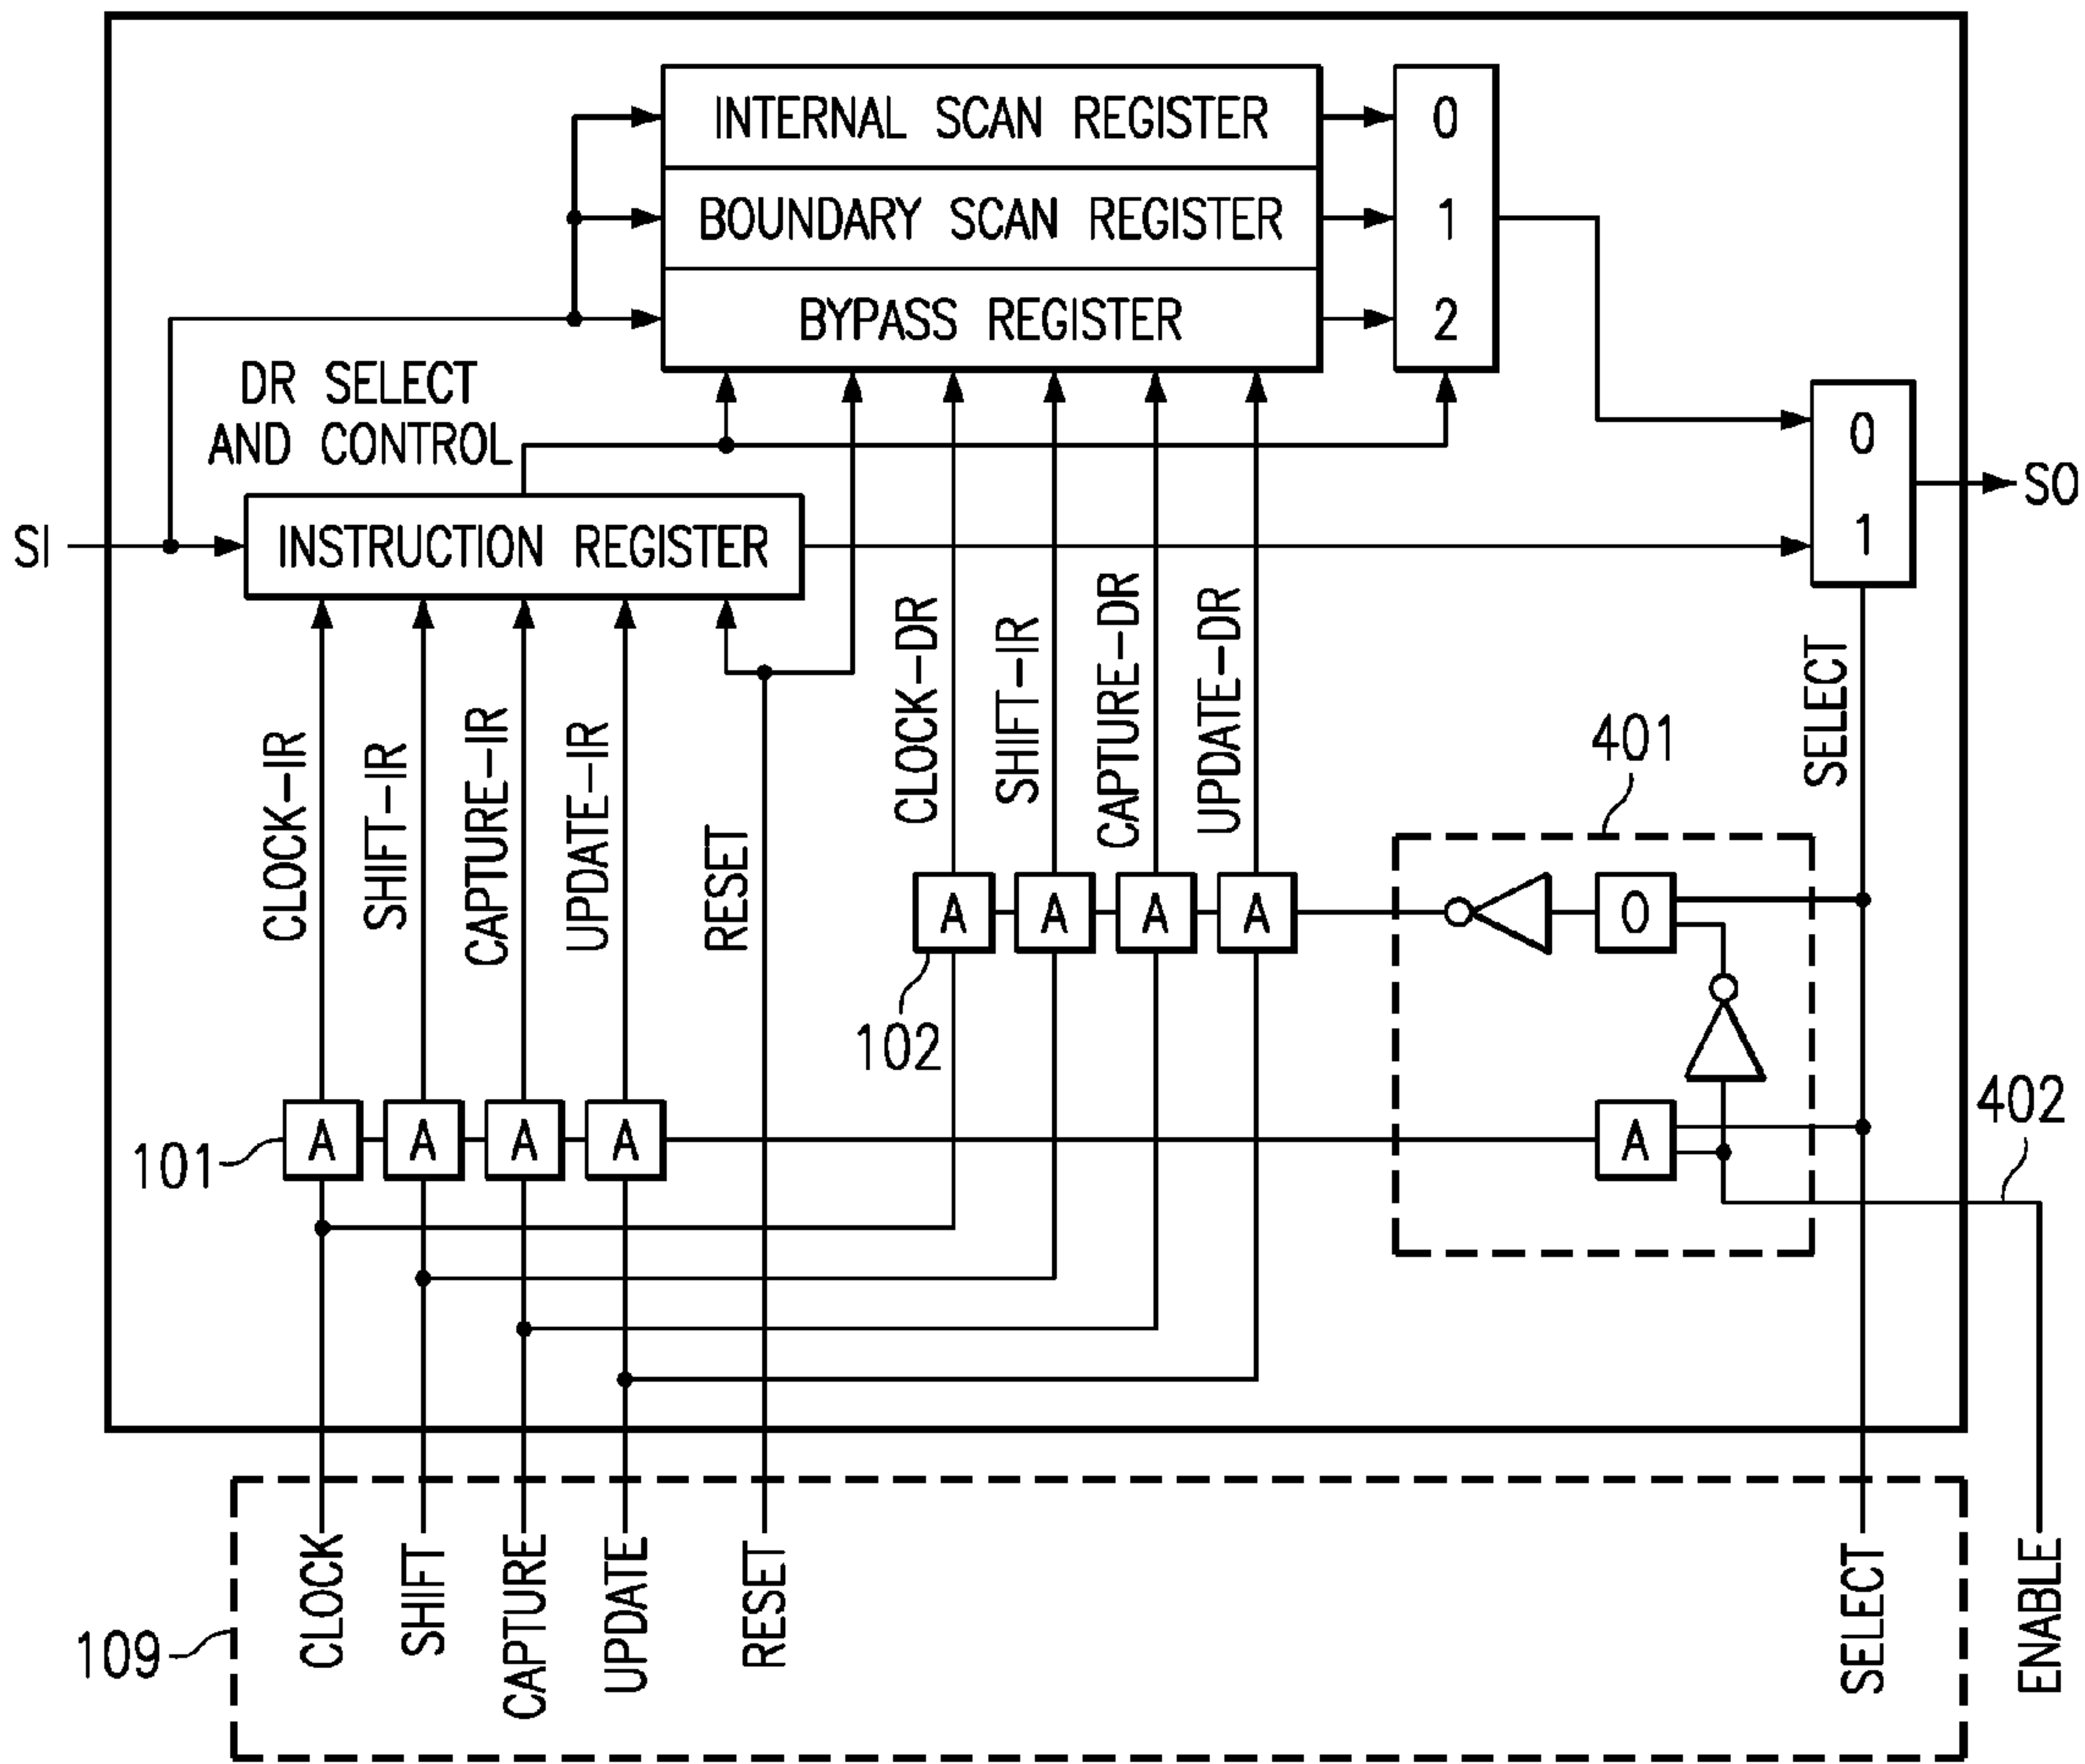 INTERNAL SCAN REGISTER
0
BOUNDARY SCAN REGISTER
1
BYPASS REGISTER
2
DR SELECT
AND CONTROL
0
SO
SI
INSTRUCTION REGISTER
1
CLOCK-IR
SHIFT-IR
CAPTURE-IR
UPDATE-IR
RESET
CLOCK-DR
SHIFT-IR
CAPTURE-DR
UPDATE-DR
SELECT
401
A
A
A
A
O
102
402
101
A
A
A
A
A
109
CLOCK
SHIFT
CAPTURE
UPDATE
RESET
SELECT
ENABLE